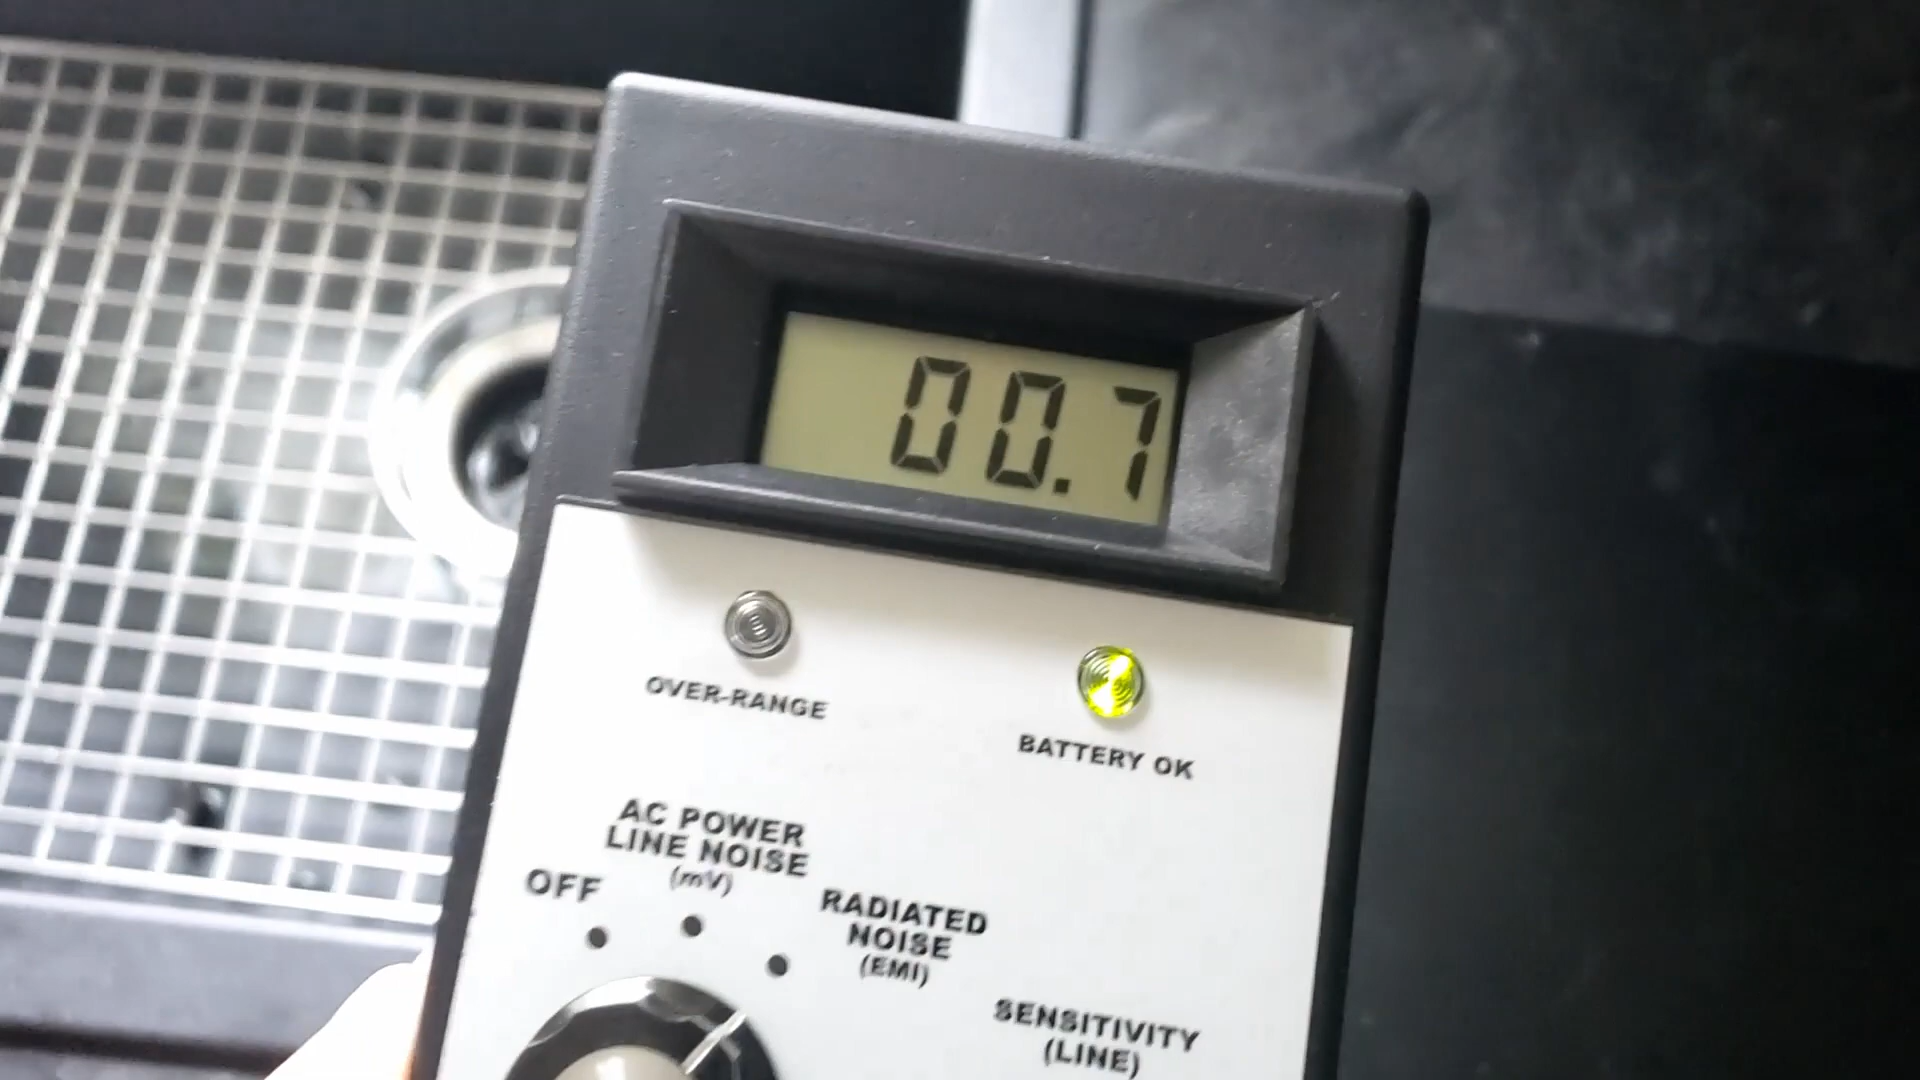 00.7
OVER-RANGE
BATTERY OK
AC POWER
LINE NOISE
(mV)
OFF
RADIATED
NOISE
(EMI)
SENSITIVITY
(LINE)